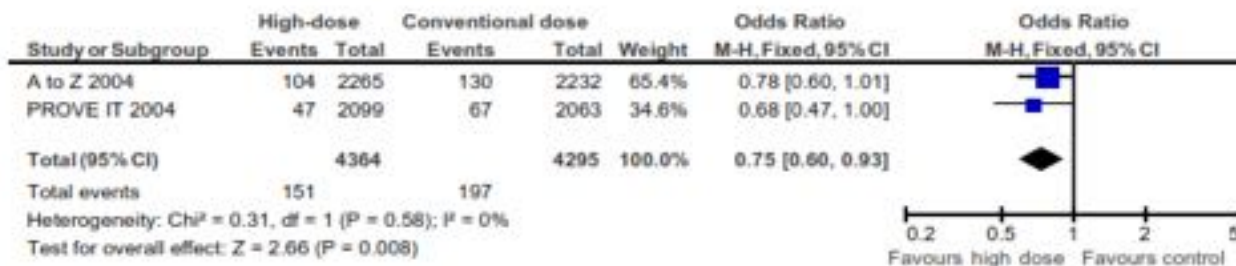 High-dose Conventional dose Odds Ratio Odds Ratio
Study or Subgroup Events Total Events Total Weight M-H, Fixed, 95% CI M-H, Fixed, 95% CI
A to Z 2004 104 2265 130 2232 65.4% 0.78 [0.60, 1.01]
PROVE IT 2004 47 2099 67 2063 34.6% 0.68 [0.47, 1.00]
Total (95% CI) 4364 4295 100.0% 0.75 [0.60, 0.93]
Total events 151 197
Heterogeneity: Chi² = 0.31, df = 1 (P = 0.58); I² = 0%
Test for overall effect: Z = 2.66 (P = 0.008)
0.2 0.5 1 2 5
Favours high dose Favours control